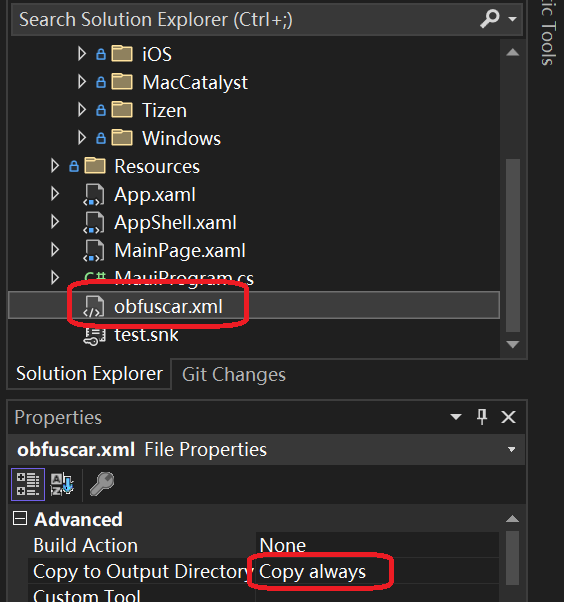 Search Solution Explorer (Ctrl+;)
iOS
MacCatalyst
Tizen
Windows
Resources
App.xaml
AppShell.xaml
MainPage.xaml
C# MauiProgram.cs
obfuscar.xml
test.snk
Solution Explorer Git Changes
Properties
obfuscar.xml File Properties
Advanced
Build Action None
Copy to Output Directory Copy always
Custom Tool
tic Tools